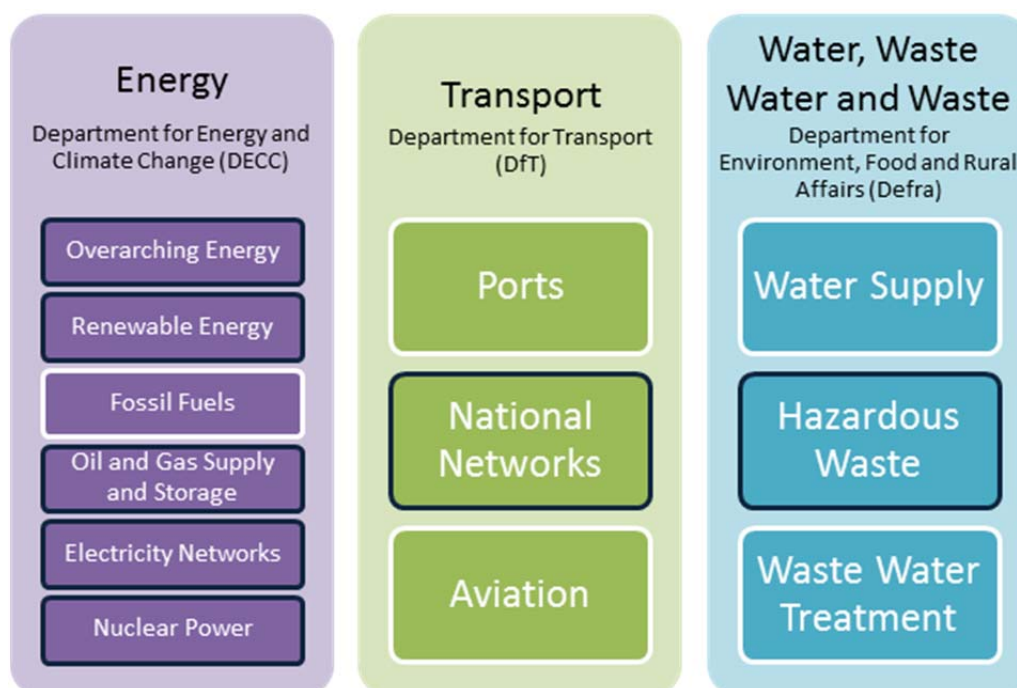 Energy
Department for Energy and
Climate Change (DECC)
Overarching Energy
Renewable Energy
Fossil Fuels
Oil and Gas Supply
and Storage
Electricity Networks
Nuclear Power
Transport
Department for Transport
(DfT)
Ports
National
Networks
Aviation
Water, Waste
Water and Waste
Department for
Environment, Food and Rural
Affairs (Defra)
Water Supply
Hazardous
Waste
Waste Water
Treatment